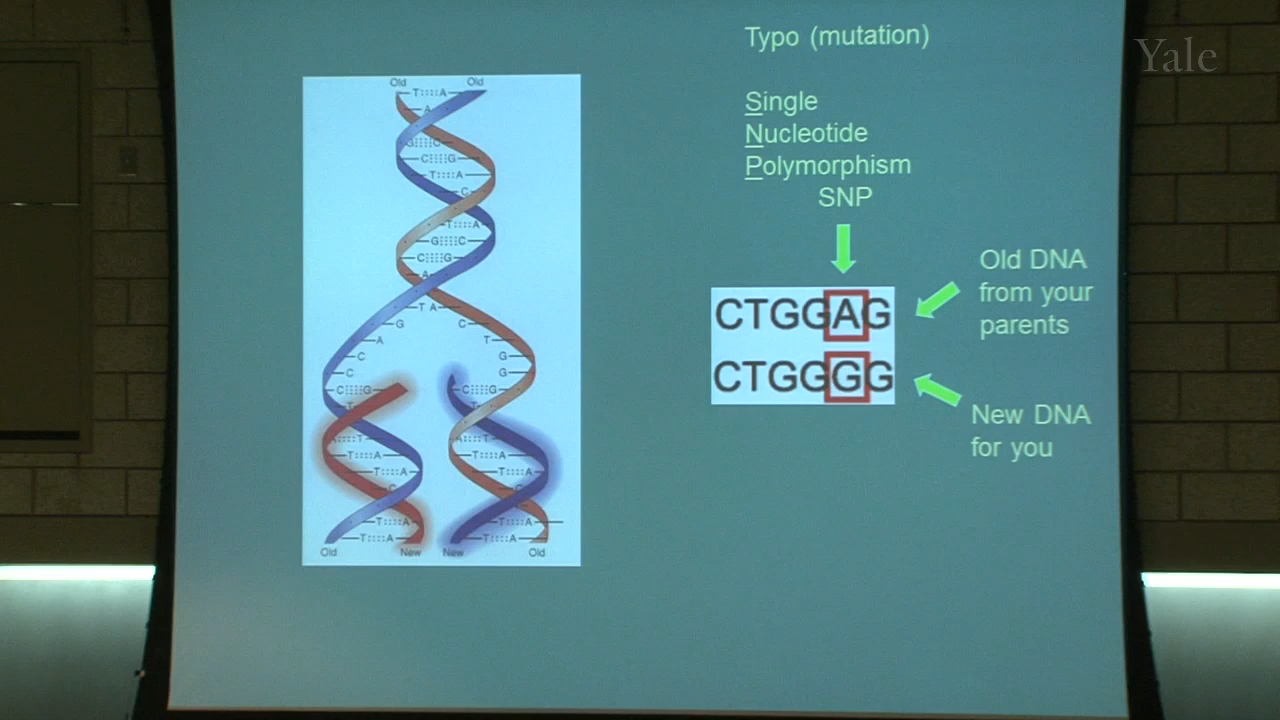 Typo (mutation)
Yale
Single
Nucleotide
Polymorphism
SNP
CTGGAG
CTGGGG
Old DNA
from your
parents
New DNA
for you
Old Old
T::::A
A
G::::C
C::::G
T::::A
C
T::::A
G::::C
C::::G
A
T A
G C
A T
C G
C G
C::::G C::::G
T::::A T::::A
T::::A T::::A
C
T::::A T::::A
T::::A T::::A
Old New New Old